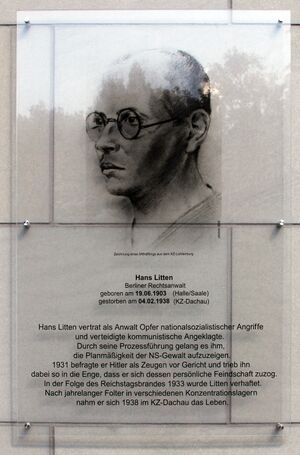 Zeichnung eines Mithäftlings aus dem KZ Lichtenburg
Hans Litten
Berliner Rechtsanwalt
geboren am 19.06.1903 (Halle/Saale)
gestorben am 04.02.1938 (KZ-Dachau)
Hans Litten vertrat als Anwalt Opfer nationalsozialistischer Angriffe
und verteidigte kommunistische Angeklagte.
Durch seine Prozeßführung gelang es ihm,
die Planmäßigkeit der NS-Gewalt aufzuzeigen.
1931 befragte er Hitler als Zeugen vor Gericht und trieb ihn
dabei so in die Enge, dass er sich dessen persönliche Feindschaft zuzog.
In der Folge des Reichstagsbrandes 1933 wurde Litten verhaftet.
Nach jahrelanger Folter in verschiedenen Konzentrationslagern
nahm er sich 1938 im KZ-Dachau das Leben.